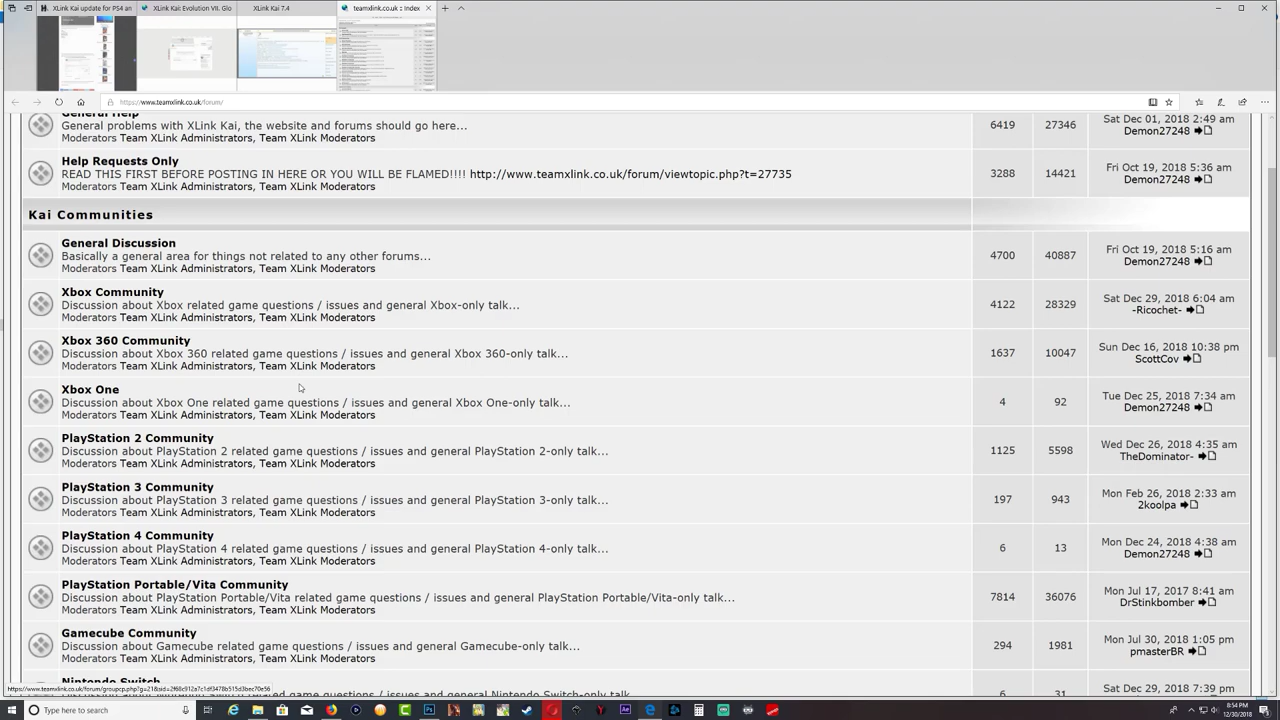 XLink Kai update for PS4 an
XLink Kai: Evolution VII. Glo
XLink Kai 7.4
teamxlink.co.uk :: Index
https://www.teamxlink.co.uk/forum/
General Help
General problems with XLink Kai, the website and forums should go here...
Moderators Team XLink Administrators, Team XLink Moderators
6419 27346
Sat Dec 01, 2018 2:49 am
Demon27248
Help Requests Only
READ THIS FIRST BEFORE POSTING IN HERE OR YOU WILL BE FLAMED!!!! http://www.teamxlink.co.uk/forum/viewtopic.php?t=27735
Moderators Team XLink Administrators, Team XLink Moderators
3288 14421
Fri Oct 19, 2018 5:36 am
Demon27248
Kai Communities
General Discussion
Basically a general area for things not related to any other forums...
Moderators Team XLink Administrators, Team XLink Moderators
4700 40887
Fri Oct 19, 2018 5:16 am
Demon27248
Xbox Community
Discussion about Xbox related game questions / issues and general Xbox-only talk...
Moderators Team XLink Administrators, Team XLink Moderators
4122 28329
Sat Dec 29, 2018 6:04 am
-Ricochet-
Xbox 360 Community
Discussion about Xbox 360 related game questions / issues and general Xbox 360-only talk...
Moderators Team XLink Administrators, Team XLink Moderators
1637 10047
Sun Dec 16, 2018 10:38 pm
ScottCov
Xbox One
Discussion about Xbox One related game questions / issues and general Xbox One-only talk...
Moderators Team XLink Administrators, Team XLink Moderators
4 92
Tue Dec 25, 2018 7:34 am
Demon27248
PlayStation 2 Community
Discussion about PlayStation 2 related game questions / issues and general PlayStation 2-only talk...
Moderators Team XLink Administrators, Team XLink Moderators
1125 5598
Wed Dec 26, 2018 4:35 am
TheDominator-
PlayStation 3 Community
Discussion about PlayStation 3 related game questions / issues and general PlayStation 3-only talk...
Moderators Team XLink Administrators, Team XLink Moderators
197 943
Mon Feb 26, 2018 2:33 am
2koolpa
PlayStation 4 Community
Discussion about PlayStation 4 related game questions / issues and general PlayStation 4-only talk...
Moderators Team XLink Administrators, Team XLink Moderators
6 13
Mon Dec 24, 2018 4:38 am
Demon27248
PlayStation Portable/Vita Community
Discussion about PlayStation Portable/Vita related game questions / issues and general PlayStation Portable/Vita-only talk...
Moderators Team XLink Administrators, Team XLink Moderators
7814 36076
Mon Jul 17, 2017 8:41 am
DrStinkbomber
Gamecube Community
Discussion about Gamecube related game questions / issues and general Gamecube-only talk...
Moderators Team XLink Administrators, Team XLink Moderators
294 1981
Mon Jul 30, 2018 1:05 pm
pmasterBR
Nintendo Switch
game questions / issues and general Nintendo Switch-only talk...
6 31
Sat Dec 29, 2018 7:39 pm
Type here to search
8:54 PM
12/30/2018